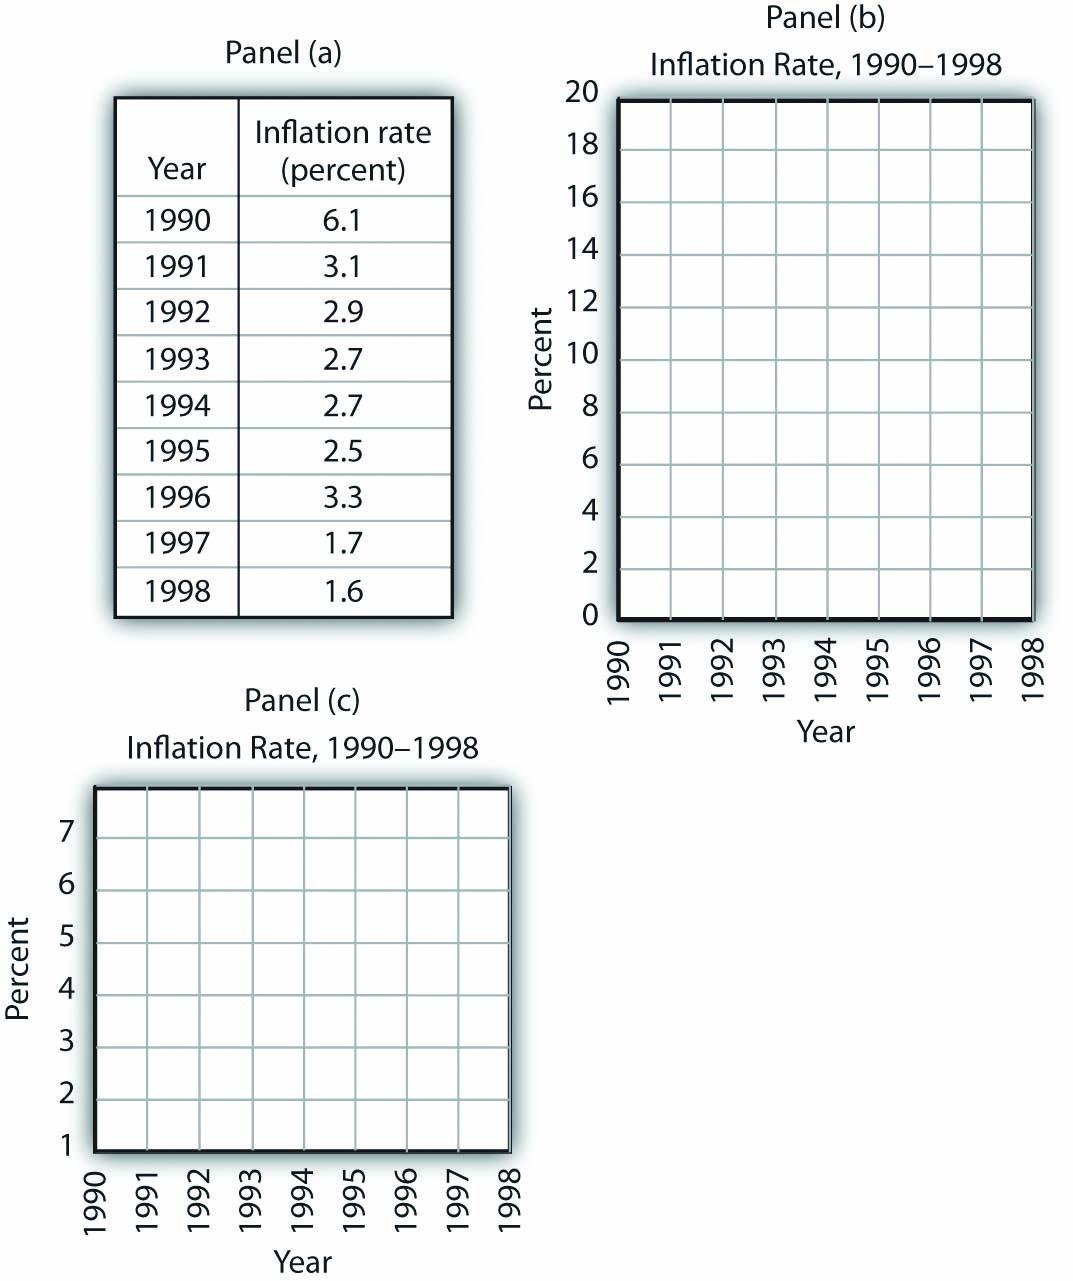 Panel (a)
Year Inflation rate (percent)
1990 6.1
1991 3.1
1992 2.9
1993 2.7
1994 2.7
1995 2.5
1996 3.3
1997 1.7
1998 1.6
Panel (b)
Inflation Rate, 1990–1998
Percent
20
18
16
14
12
10
8
6
4
2
0
1990 1991 1992 1993 1994 1995 1996 1997 1998
Year
Panel (c)
Inflation Rate, 1990–1998
Percent
7
6
5
4
3
2
1
1990 1991 1992 1993 1994 1995 1996 1997 1998
Year